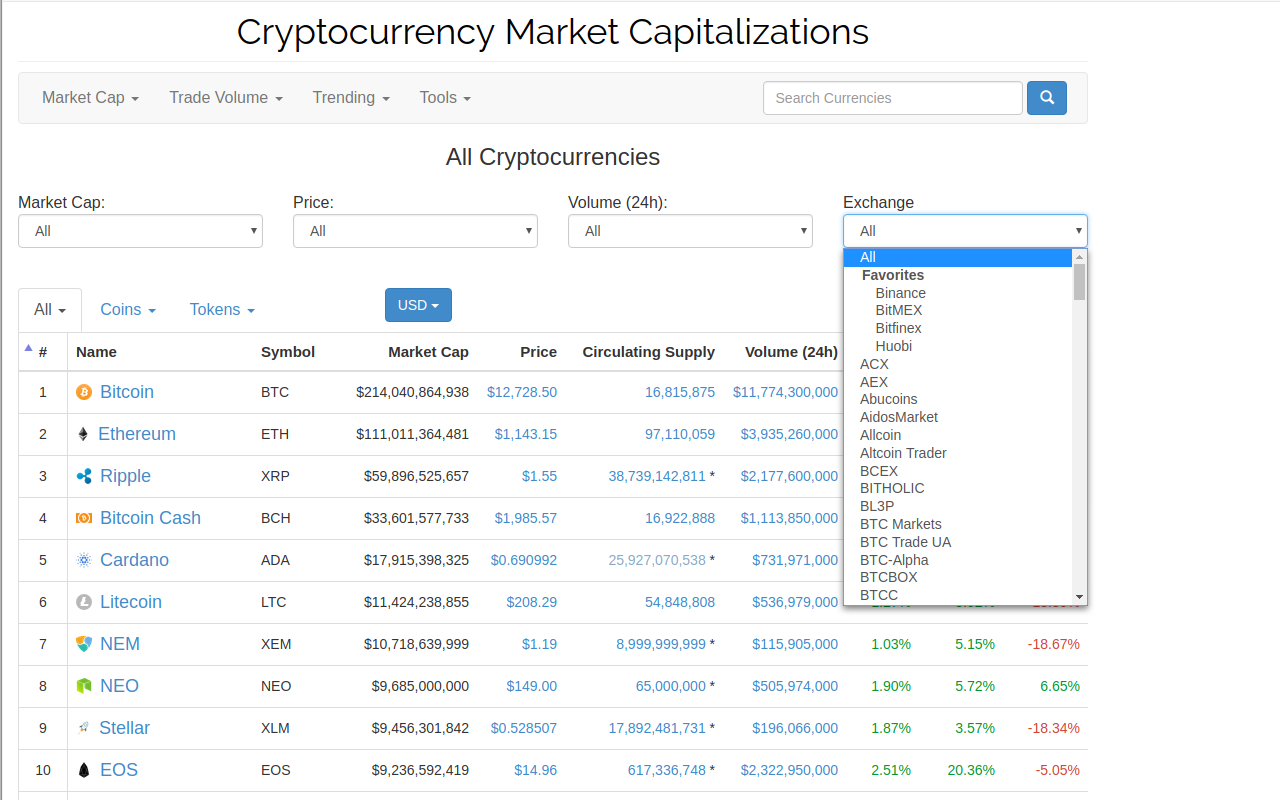 Cryptocurrency Market Capitalizations
Market Cap Trade Volume Trending Tools Search Currencies
All Cryptocurrencies
Market Cap: Price: Volume (24h): Exchange
All All All All
All
Favorites
Binance
BitMEX
Bitfinex
Huobi
ACX
AEX
Abucoins
AidosMarket
Allcoin
Altcoin Trader
BCEX
BITHOLIC
BL3P
BTC Markets
BTC Trade UA
BTC-Alpha
BTCBOX
BTCC
All Coins Tokens USD
# Name Symbol Market Cap Price Circulating Supply Volume (24h)
1 Bitcoin BTC $214,040,864,938 $12,728.50 16,815,875 $11,774,300,000
2 Ethereum ETH $111,011,364,481 $1,143.15 97,110,059 $3,935,260,000
3 Ripple XRP $59,896,525,657 $1.55 38,739,142,811 * $2,177,600,000
4 Bitcoin Cash BCH $33,601,577,733 $1,985.57 16,922,888 $1,113,850,000
5 Cardano ADA $17,915,398,325 $0.690992 25,927,070,538 * $731,971,000
6 Litecoin LTC $11,424,238,855 $208.29 54,848,808 $536,979,000
7 NEM XEM $10,718,639,999 $1.19 8,999,999,999 * $115,905,000 1.03% 5.15% -18.67%
8 NEO NEO $9,685,000,000 $149.00 65,000,000 * $505,974,000 1.90% 5.72% 6.65%
9 Stellar XLM $9,456,301,842 $0.528507 17,892,481,731 * $196,066,000 1.87% 3.57% -18.34%
10 EOS EOS $9,236,592,419 $14.96 617,336,748 * $2,322,950,000 2.51% 20.36% -5.05%